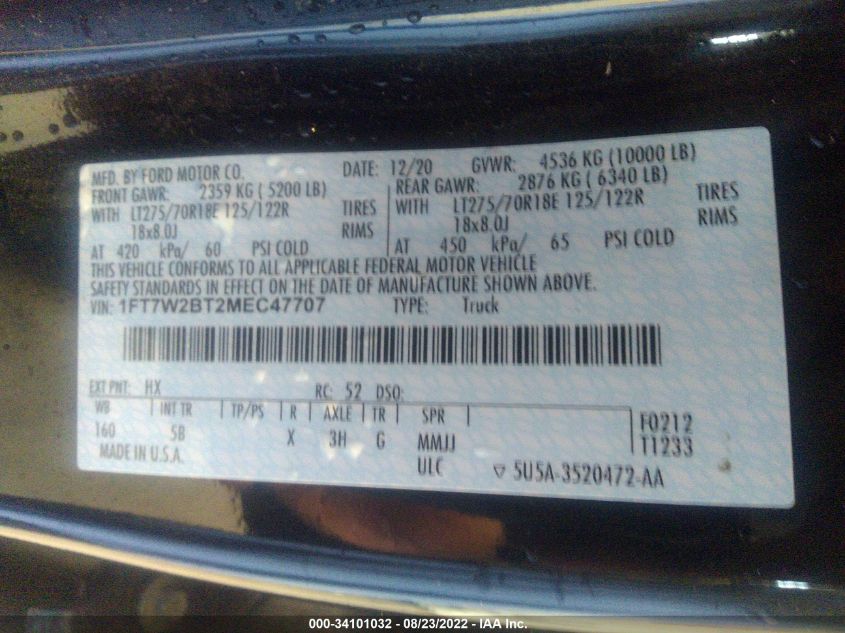 MFD. BY FORD MOTOR CO. DATE: 12/20 GVWR: 4536 KG (10000 LB)
FRONT GAWR: 2359 KG ( 5200 LB) REAR GAWR: 2876 KG ( 6340 LB)
WITH LT275/70R18E 125/122R TIRES WITH LT275/70R18E 125/122R TIRES
18x8.0J RIMS 18x8.0J RIMS
AT 420 kPa/ 60 PSI COLD AT 450 kPa/ 65 PSI COLD
THIS VEHICLE CONFORMS TO ALL APPLICABLE FEDERAL MOTOR VEHICLE
SAFETY STANDARDS IN EFFECT ON THE DATE OF MANUFACTURE SHOWN ABOVE.
VIN: 1FT7W2BT2MEC47707 TYPE: Truck
EXT PNT: HX RC: 52 DSO:
WB INT TR TP/PS R AXLE TR SPR F0212
160 5B X 3H G MMJJ T1233
MADE IN U.S.A. ULC 5U5A-3520472-AA
000-34101032 - 08/23/2022 - IAA Inc.